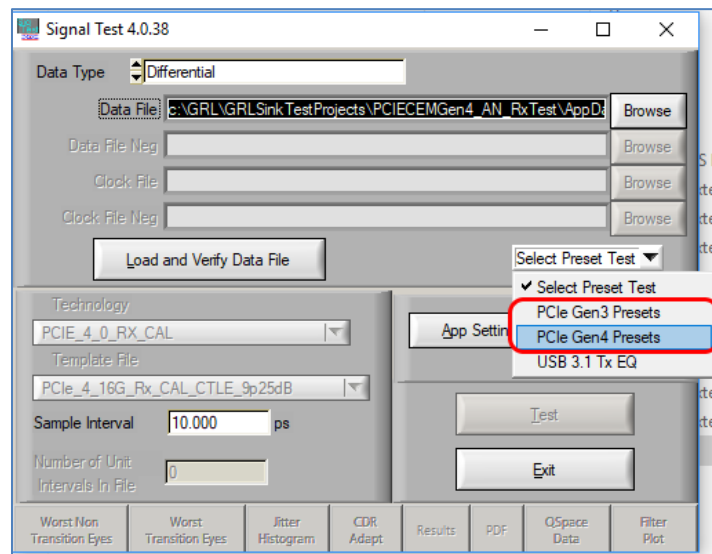 Signal Test 4.0.38
Data Type Differential
Data File c:\GRL\GRLSinkTestProjects\PCIECEMGen4_AN_RxTest\AppDa Browse
Data File Neg Browse
Clock File Browse
Clock File Neg Browse
Load and Verify Data File
Select Preset Test
Select Preset Test
PCIe Gen3 Presets
PCIe Gen4 Presets
USB 3.1 Tx EQ
Technology
PCIE_4_0_RX_CAL
App Settin
Template File
PCIe_4_16G_Rx_CAL_CTLE_9p25dB
Sample Interval 10.000 ps
Test
Number of Unit
Intervals In File
0
Exit
Worst Non
Transition Eyes
Worst
Transition Eyes
Jitter
Histogram
CDR
Adapt
Results
PDF
QSpace
Data
Filter
Plot